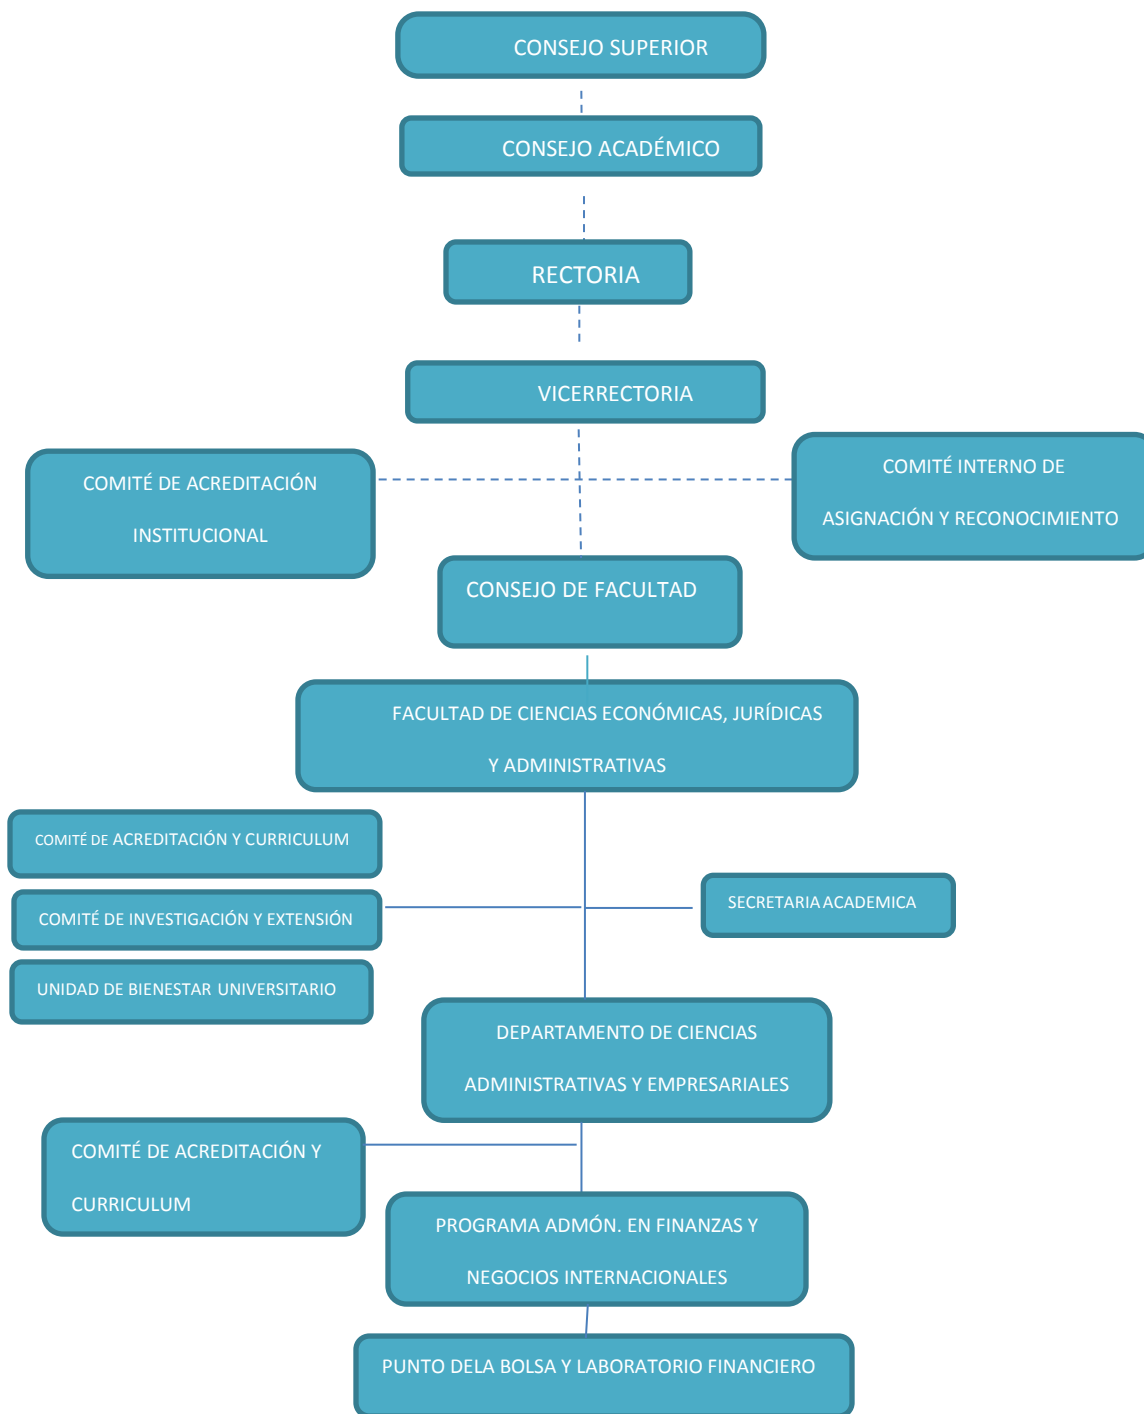 CONSEJO SUPERIOR
CONSEJO ACADÉMICO
RECTORIA
VICERRECTORIA
COMITÉ DE ACREDITACIÓN
INSTITUCIONAL
COMITÉ INTERNO DE
ASIGNACIÓN Y RECONOCIMIENTO
CONSEJO DE FACULTAD
FACULTAD DE CIENCIAS ECONÓMICAS, JURÍDICAS
Y ADMINISTRATIVAS
COMITÉ DE ACREDITACIÓN Y CURRICULUM
COMITÉ DE INVESTIGACIÓN Y EXTENSIÓN
UNIDAD DE BIENESTAR UNIVERSITARIO
SECRETARIA ACADEMICA
DEPARTAMENTO DE CIENCIAS
ADMINISTRATIVAS Y EMPRESARIALES
COMITÉ DE ACREDITACIÓN Y
CURRICULUM
PROGRAMA ADMÓN. EN FINANZAS Y
NEGOCIOS INTERNACIONALES
PUNTO DELA BOLSA Y LABORATORIO FINANCIERO